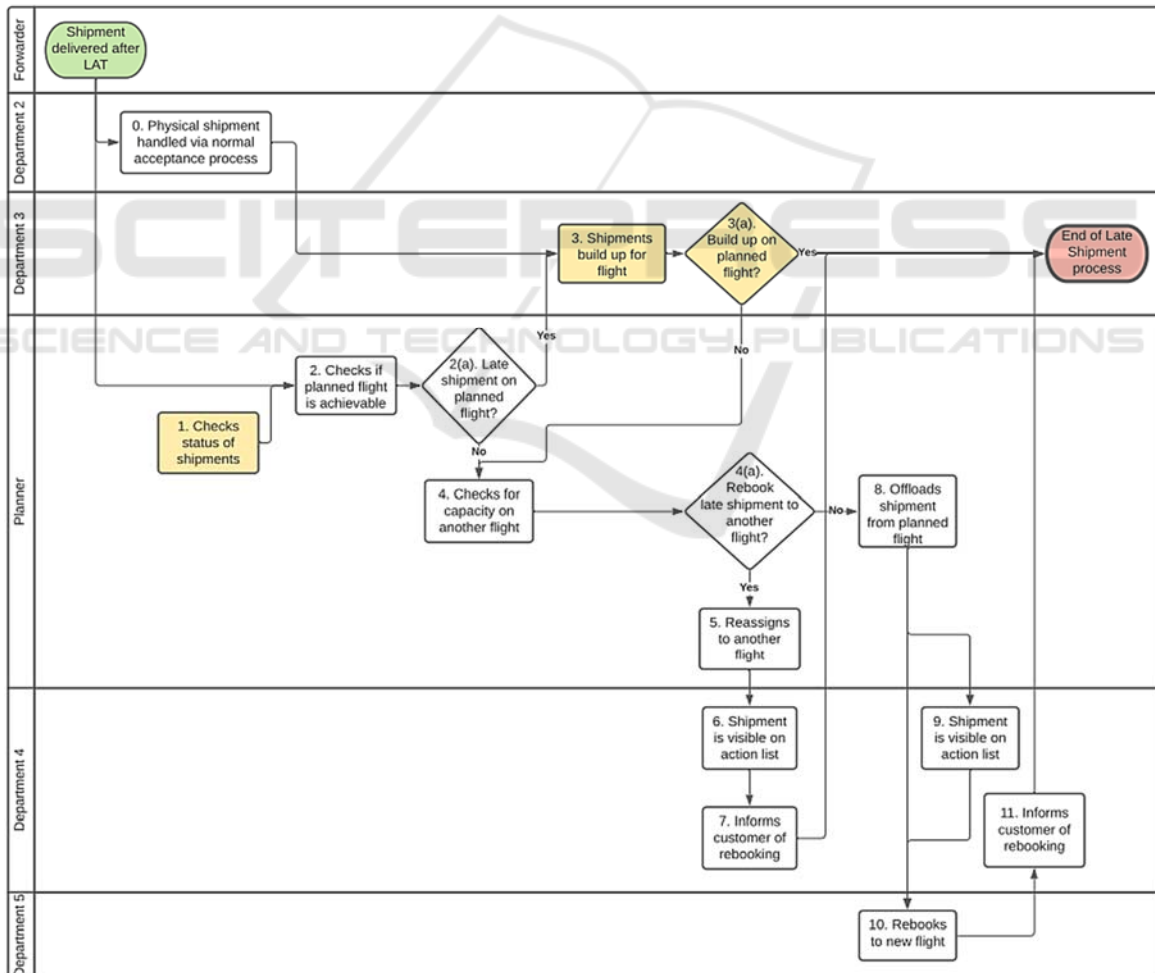 Forwarder
Shipment
delivered after
LAT
Department 2
0. Physical shipment
handled via normal
acceptance process
Department 3
3. Shipments
build up for
flight
3(a).
Build up on
planned
flight?
Yes
End of Late
Shipment
process
SCITEPRESS
SCIENCE AND TECHNOLOGY PUBLICATIONS
Planner
1. Checks
status of
shipments
2. Checks if
planned flight
is achievable
2(a). Late
shipment on
planned
flight?
Yes
No
No
4. Checks for
capacity on
another flight
4(a).
Rebook
late shipment to
another
flight?
No
8. Offloads
shipment
from planned
flight
Yes
5. Reassigns
to another
flight
Department 4
6. Shipment
is visible on
action list
9. Shipment
is visible on
action list
7. Informs
customer of
rebooking
11. Informs
customer of
rebooking
Department 5
10. Rebooks
to new flight